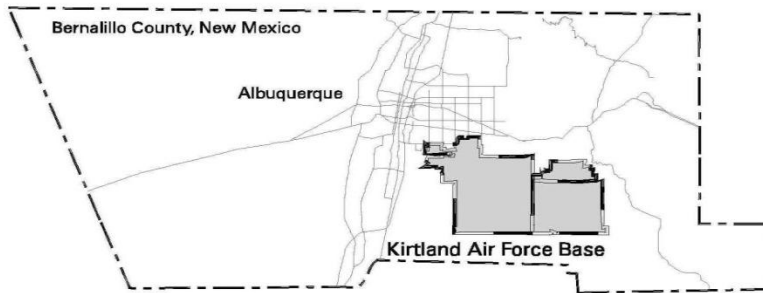 Bernalillo County, New Mexico
Albuquerque
Kirtland Air Force Base